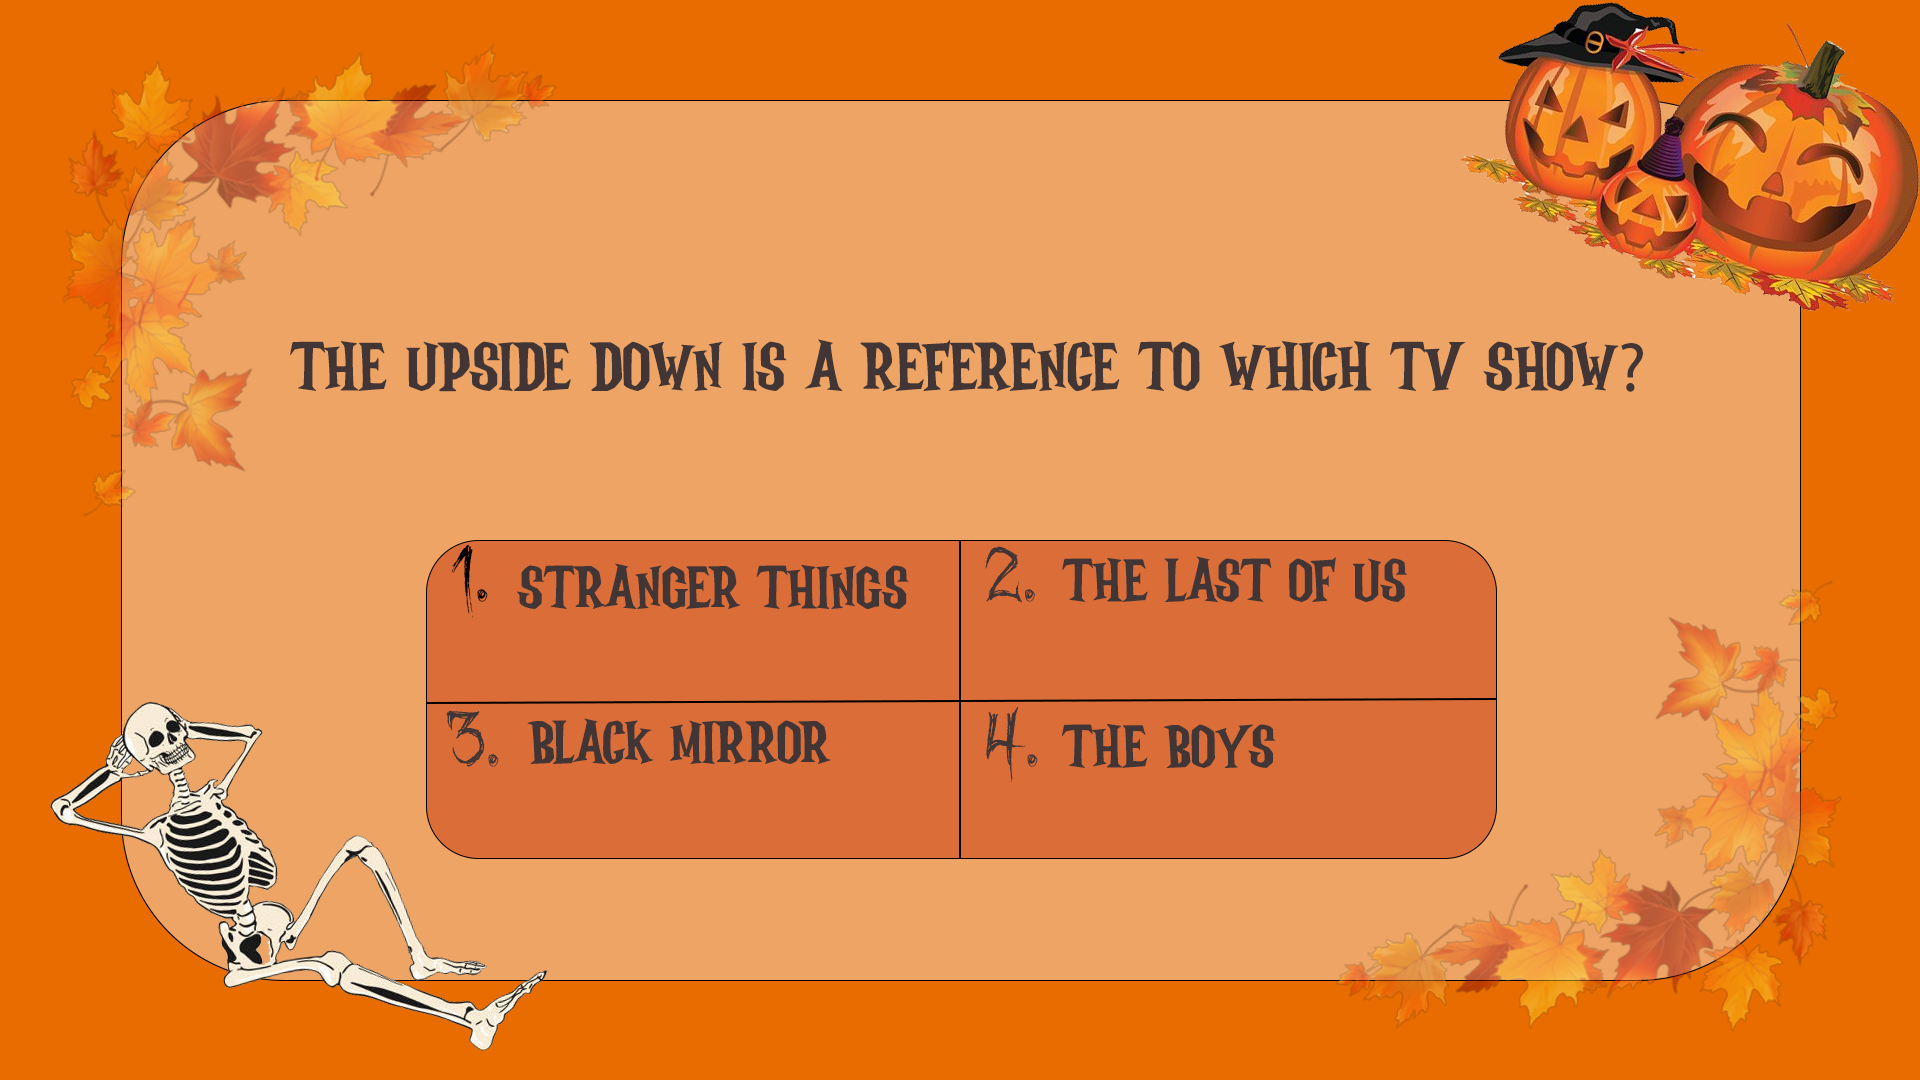 THE UPSIDE DOWN IS A REFERENCE TO WHICH TV SHOW?
1. STRANGER THINGS
2. THE LAST OF US
3. BLACK MIRROR
4. THE BOYS